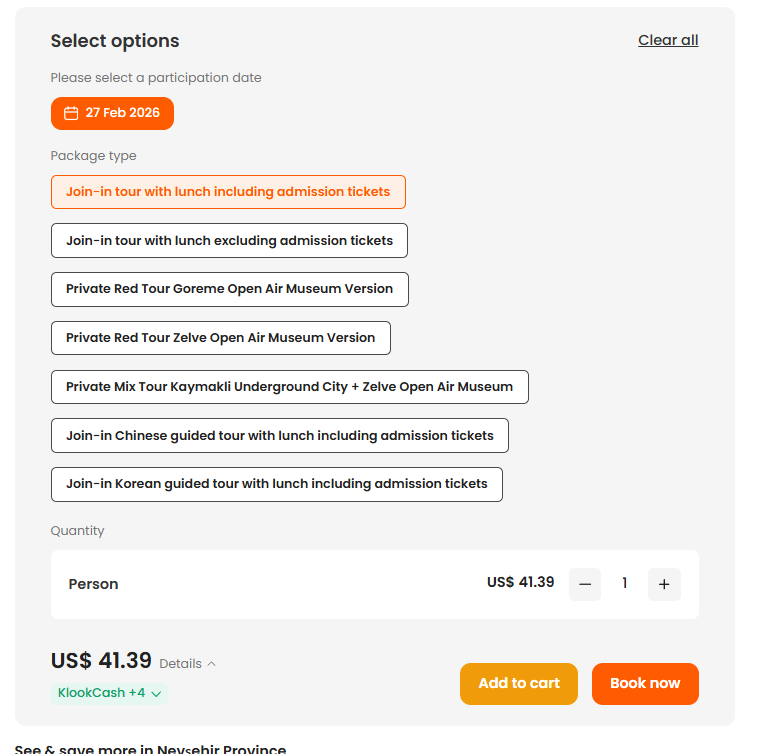 Select options
Clear all
Please select a participation date
27 Feb 2026
Package type
Join-in tour with lunch including admission tickets
Join-in tour with lunch excluding admission tickets
Private Red Tour Goreme Open Air Museum Version
Private Red Tour Zelve Open Air Museum Version
Private Mix Tour Kaymakli Underground City + Zelve Open Air Museum
Join-in Chinese guided tour with lunch including admission tickets
Join-in Korean guided tour with lunch including admission tickets
Quantity
Person
US$ 41.39
1
US$ 41.39 Details
KlookCash +4
Add to cart
Book now
See & save more in Nevşehir Province